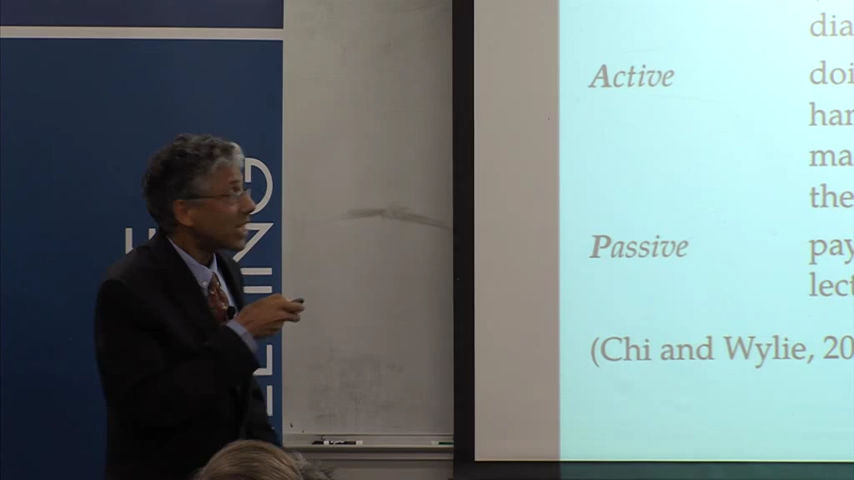 dia
Active doi
har
ma
the
Passive pay
lect
(Chi and Wylie, 20